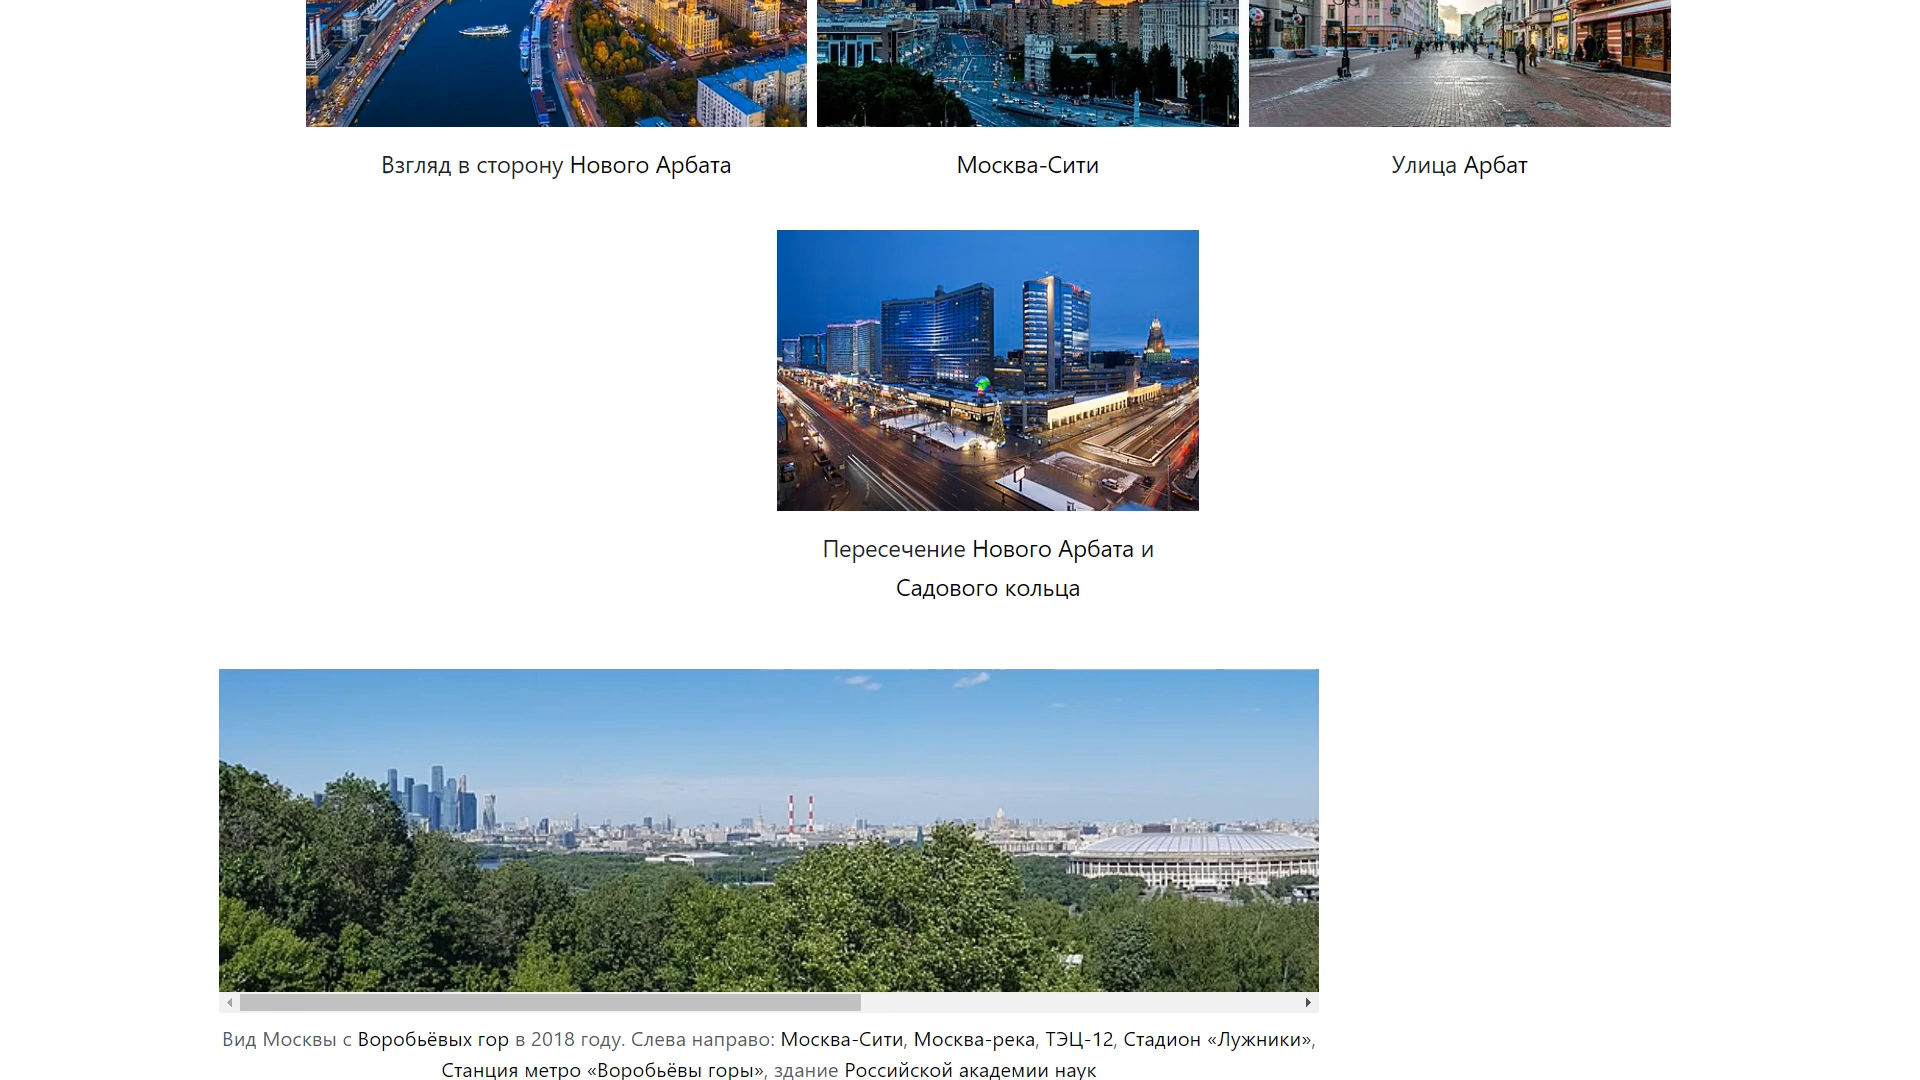 Взгляд в сторону Нового Арбата
Москва-Сити
Улица Арбат
Пересечение Нового Арбата и
Садового кольца
Вид Москвы с Воробьёвых гор в 2018 году. Слева направо: Москва-Сити, Москва-река, ТЭЦ-12, Стадион «Лужники»,
Станция метро «Воробьёвы горы», здание Российской академии наук